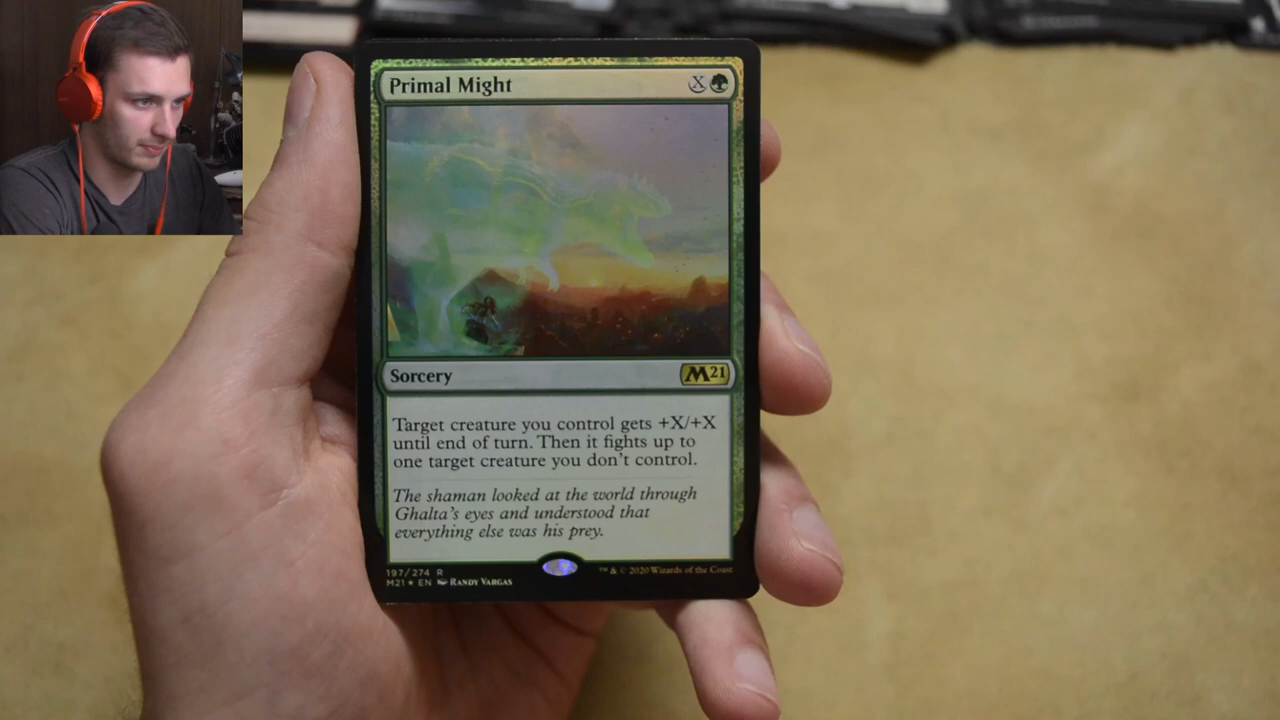 Primal Might X
Sorcery M21
Target creature you control gets +X/+X
until end of turn. Then it fights up to
one target creature you don't control.
The shaman looked at the world through
Ghalta's eyes and understood that
everything else was his prey.
197/274 R
M21 ★ EN RANDY VARGAS
™ & © 2020 Wizards of the Coast